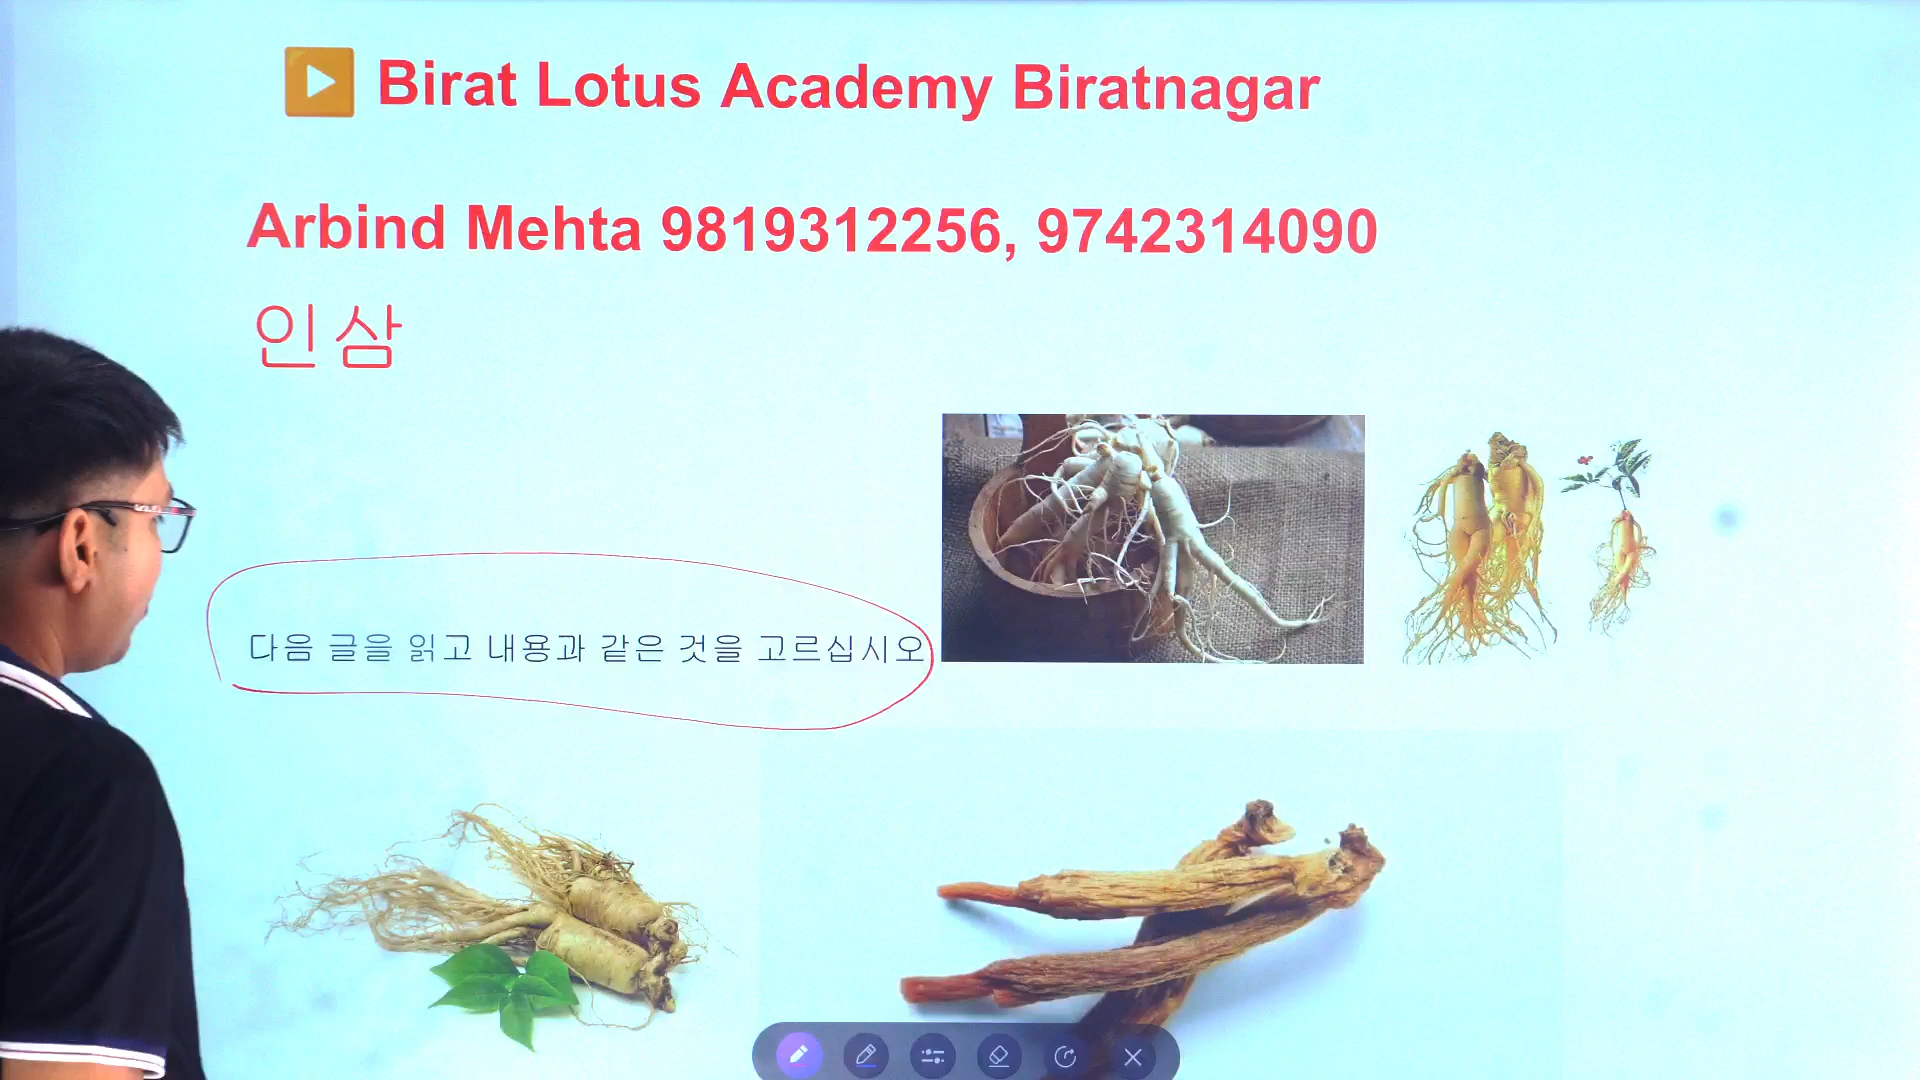 Birat Lotus Academy Biratnagar
Arbind Mehta 9819312256, 9742314090
인삼
다음 글을 읽고 내용과 같은 것을 고르십시오